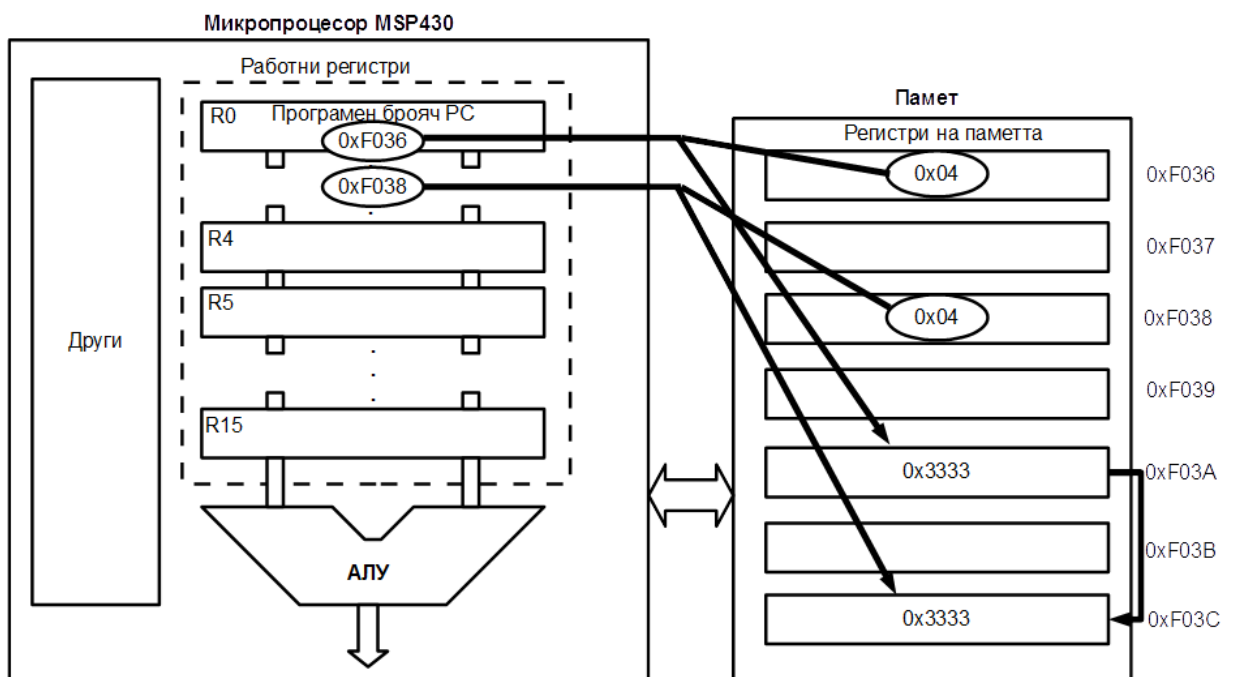 Микропроцесор MSP430
Работни регистри
R0
Програмен брояч PC
0xF036
0xF038
.
R4
R5
.
.
.
R15
Други
АЛУ
Памет
Регистри на паметта
0x04
0xF036
0xF037
0x04
0xF038
0xF039
0x3333
0xF03A
0xF03B
0x3333
0xF03C